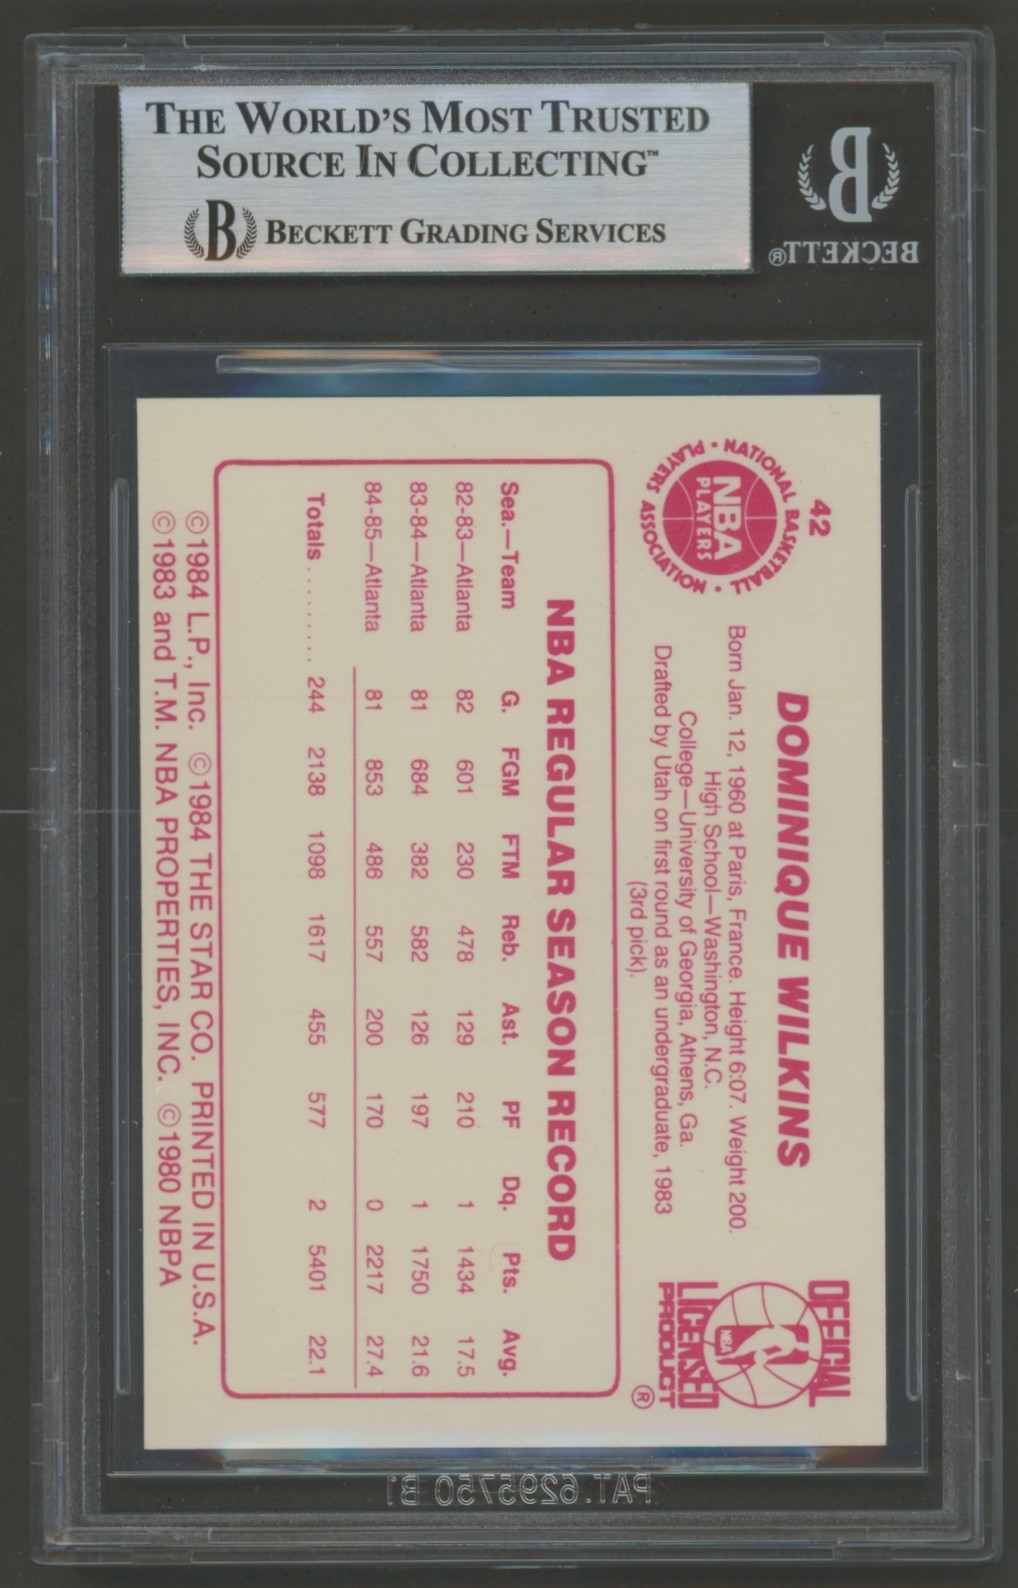 THE WORLD'S MOST TRUSTED
SOURCE IN COLLECTING™
B BECKETT GRADING SERVICES
B
BECKETT®
42
NATIONAL BASKETBALL • PLAYERS ASSOCIATION •
NBA
PLAYERS
DOMINIQUE WILKINS
Born Jan. 12, 1960 at Paris, France. Height 6:07. Weight 200.
High School—Washington, N.C.
College—University of Georgia, Athens, Ga.
Drafted by Utah on first round as an undergraduate, 1983
(3rd pick).
OFFICIAL
NBA
LICENSED
PRODUCT
®
NBA REGULAR SEASON RECORD
Sea.—Team G. FGM FTM Reb. Ast. PF Dq. Pts. Avg.
82-83—Atlanta 82 601 230 478 129 210 1 1434 17.5
83-84—Atlanta 81 684 382 582 126 197 1 1750 21.6
84-85—Atlanta 81 853 486 557 200 170 0 2217 27.4
Totals ......... 244 2138 1098 1617 455 577 2 5401 22.1
©1984 L.P., Inc. ©1984 THE STAR CO. PRINTED IN U.S.A.
©1983 and T.M. NBA PROPERTIES, INC. ©1980 NBPA
PAT. 6295750 B1